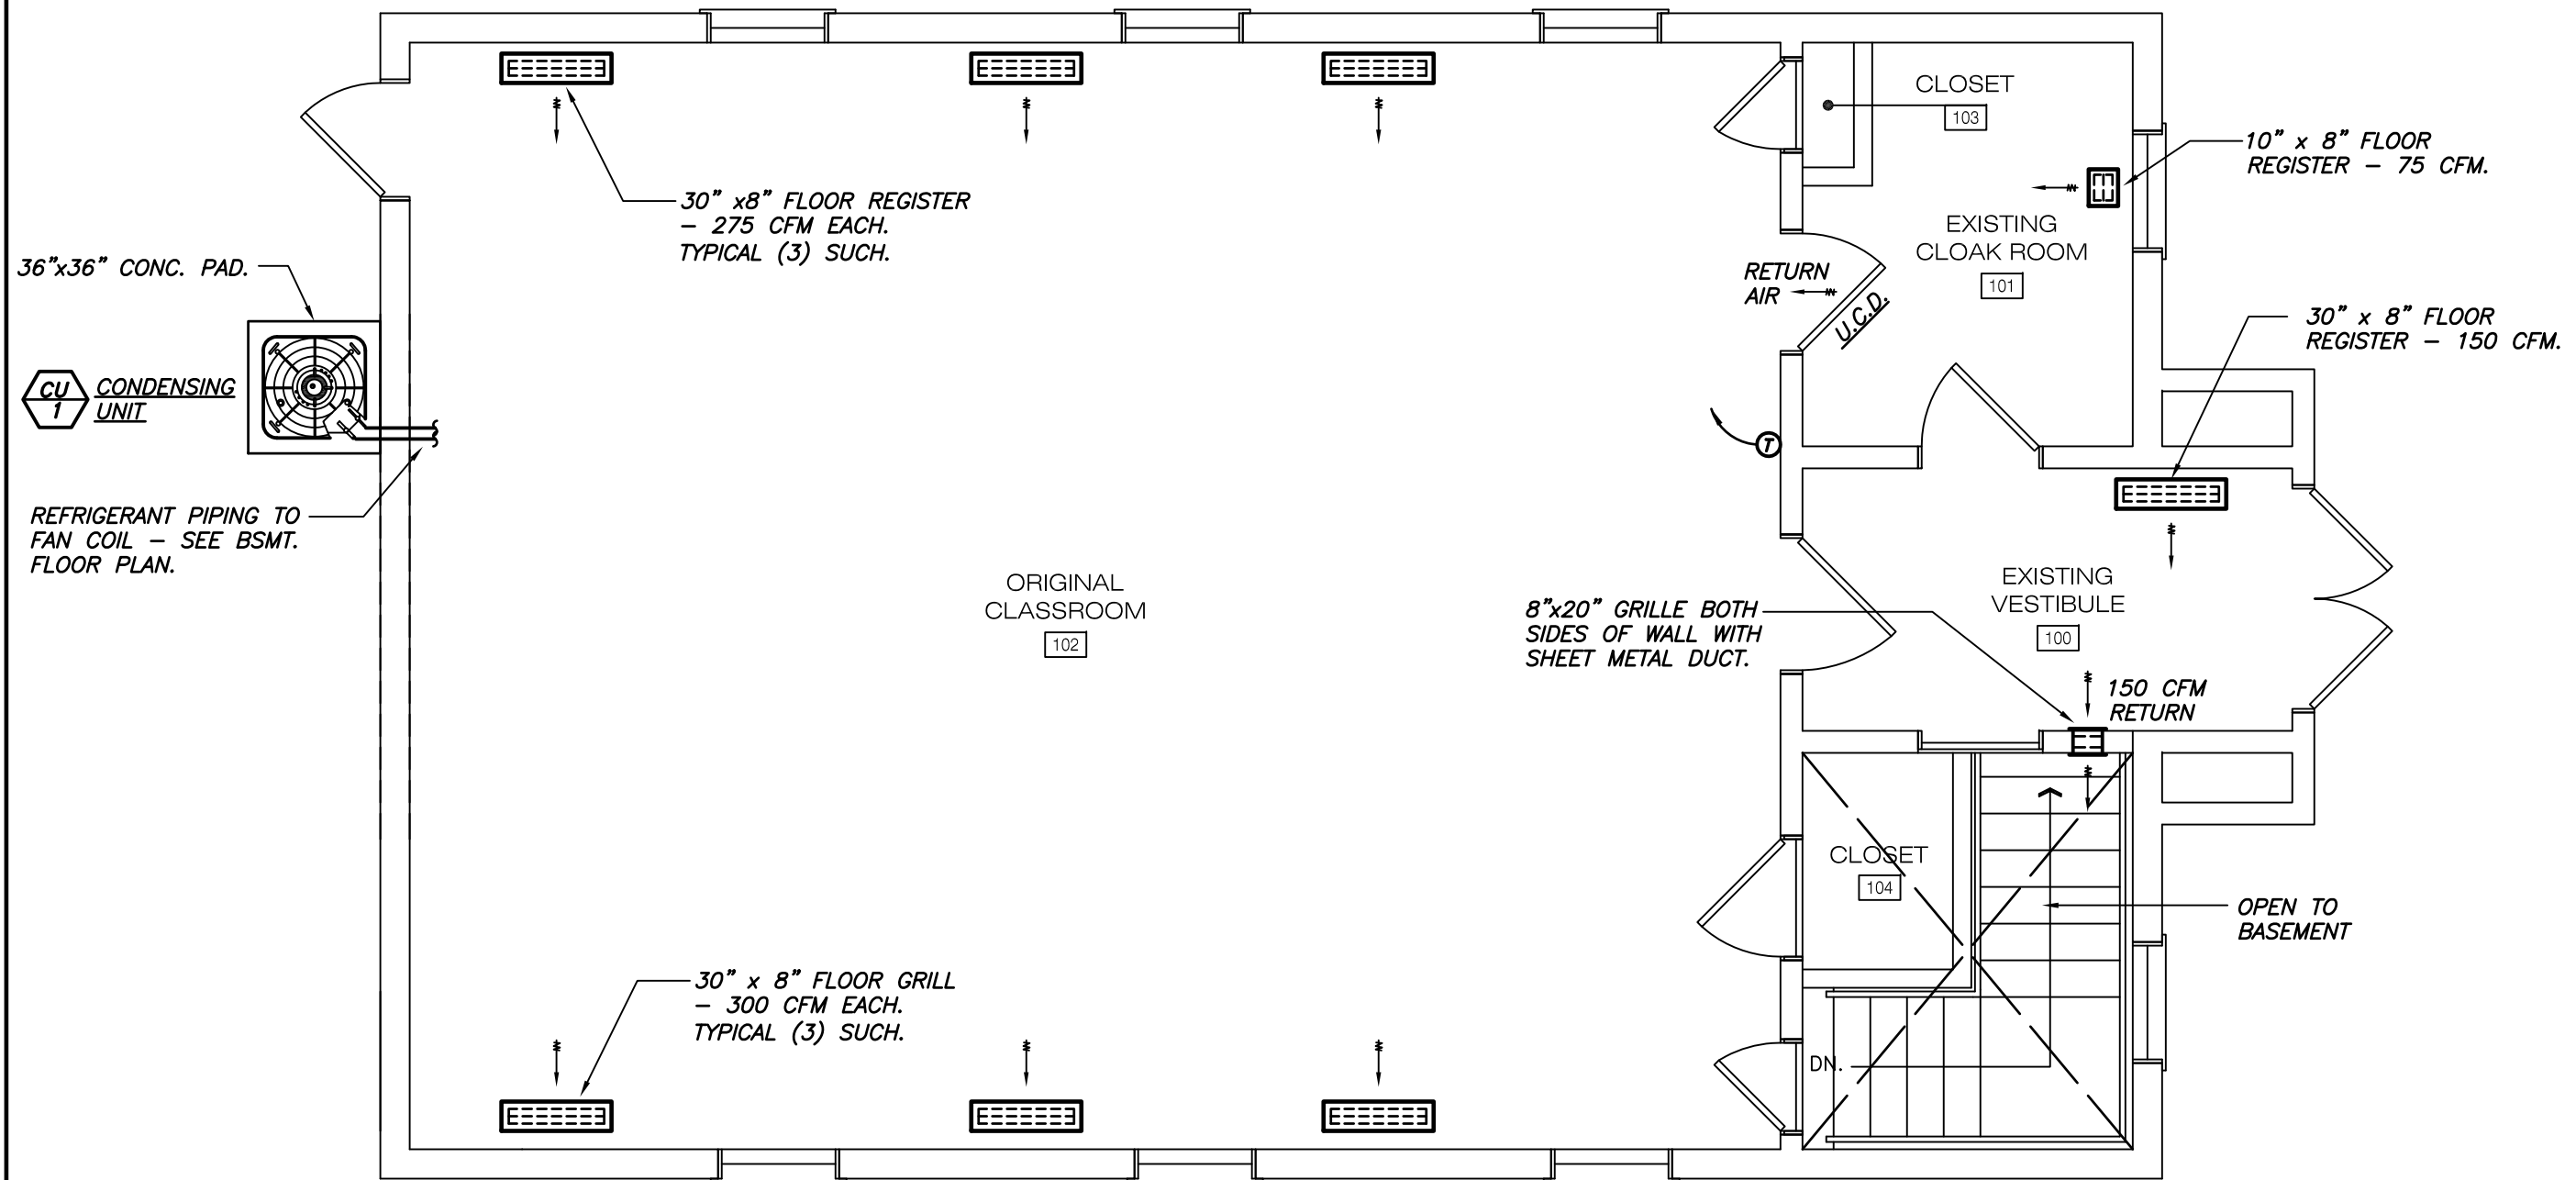 CLOSET
103
10" x 8" FLOOR
REGISTER – 75 CFM.
30" x8" FLOOR REGISTER
– 275 CFM EACH.
TYPICAL (3) SUCH.
EXISTING
CLOAK ROOM
101
36"x36" CONC. PAD.
RETURN
AIR
U.C.D.
30" x 8" FLOOR
REGISTER – 150 CFM.
CU
1
CONDENSING
UNIT
T
REFRIGERANT PIPING TO
FAN COIL – SEE BSMT.
FLOOR PLAN.
ORIGINAL
CLASSROOM
102
8"x20" GRILLE BOTH
SIDES OF WALL WITH
SHEET METAL DUCT.
EXISTING
VESTIBULE
100
150 CFM
RETURN
CLOSET
104
OPEN TO
BASEMENT
30" x 8" FLOOR GRILL
– 300 CFM EACH.
TYPICAL (3) SUCH.
DN.